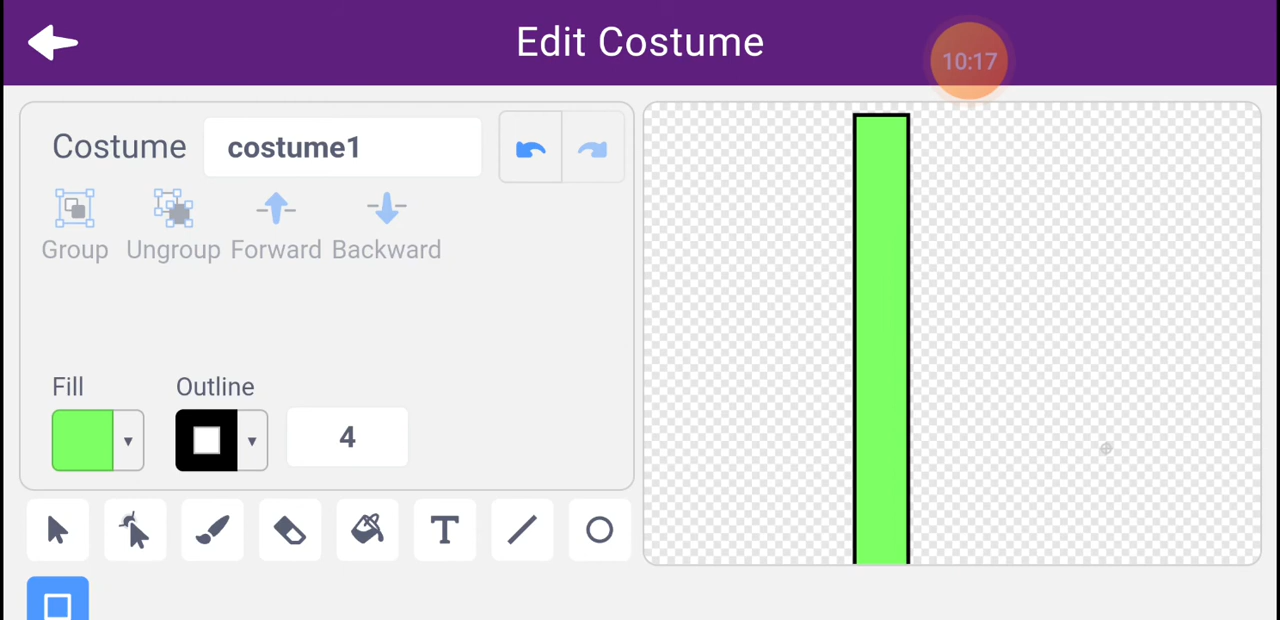 Edit Costume
10:17
Costume
costume1
Group
Ungroup
Forward
Backward
Fill
Outline
4
T